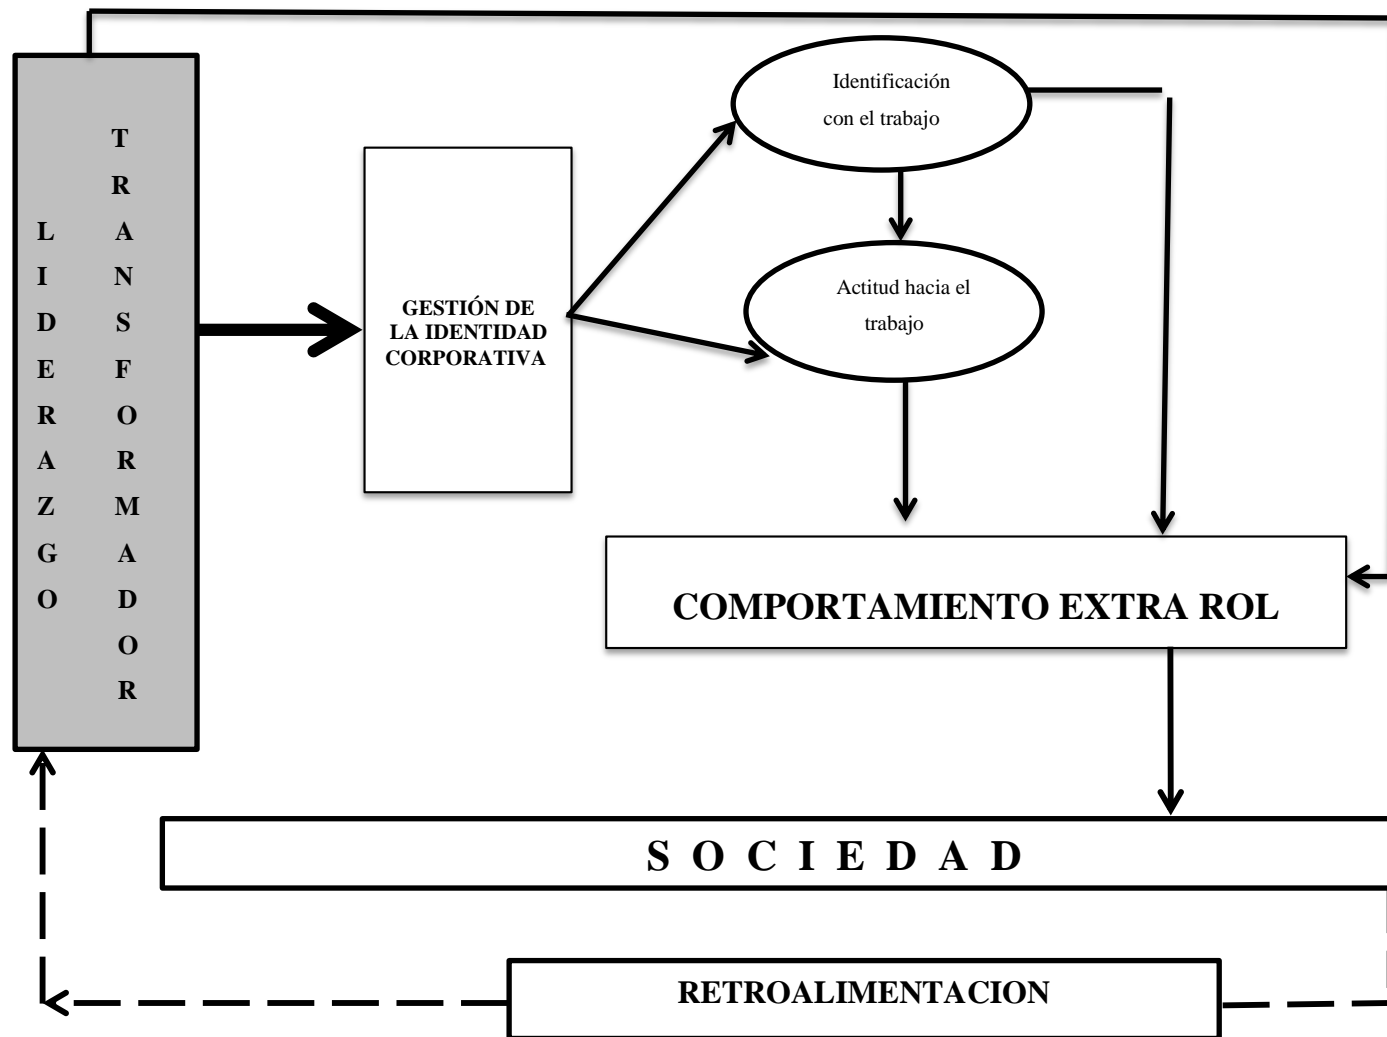 LIDERAZGO
TRANSFORMADOR
Identificación
con el trabajo
Actitud hacia el
trabajo
GESTIÓN DE
LA IDENTIDAD
CORPORATIVA
COMPORTAMIENTO EXTRA ROL
S O C I E D A D
RETROALIMENTACION